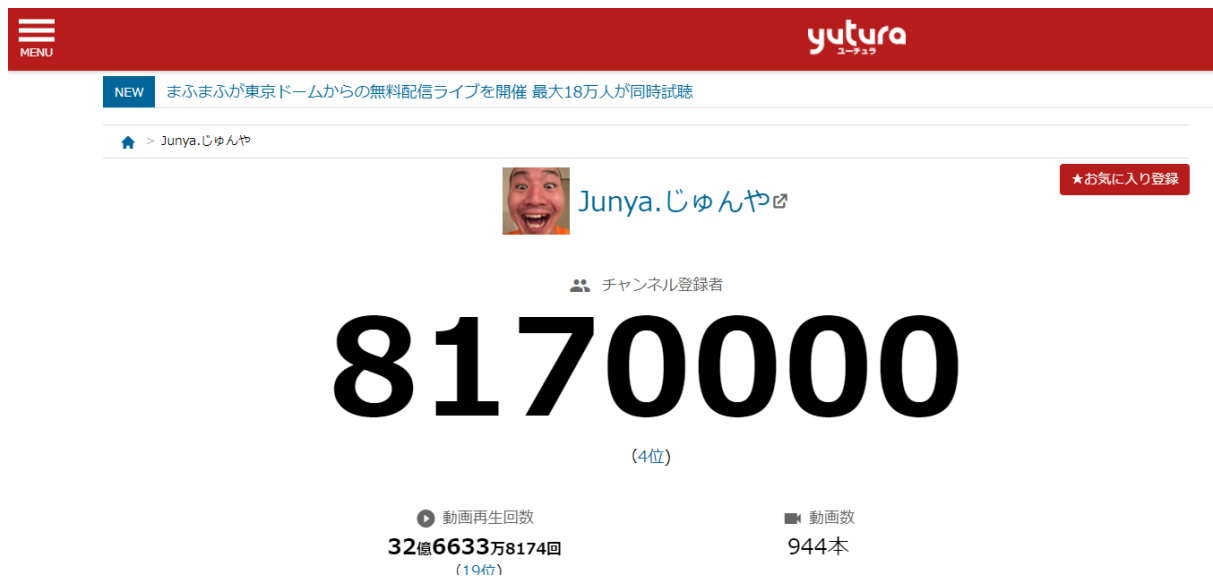 MENU
yutura
ユーチュラ
NEW まふまふが東京ドームからの無料配信ライブを開催 最大18万人が同時試聴
> Junya.じゅんや
★お気に入り登録
Junya.じゅんや
チャンネル登録者
8170000
(4位)
動画再生回数
32億6633万8174回
(19位)
動画数
944本